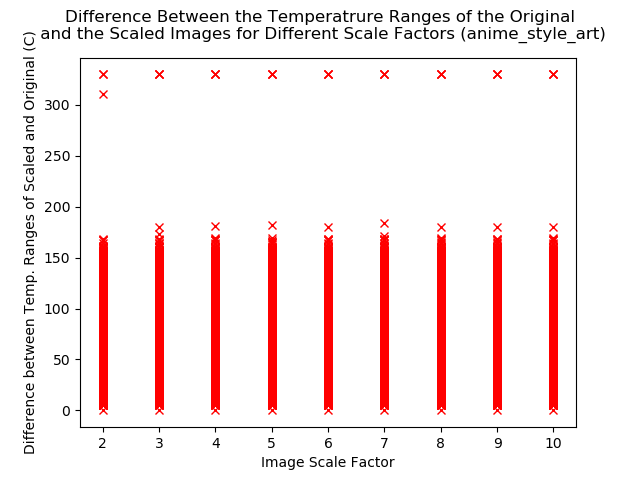 Difference Between the Temperatrure Ranges of the Original
and the Scaled Images for Different Scale Factors (anime_style_art)
Difference between Temp. Ranges of Scaled and Original (C)
300
250
200
150
100
50
0
2 3 4 5 6 7 8 9 10
Image Scale Factor